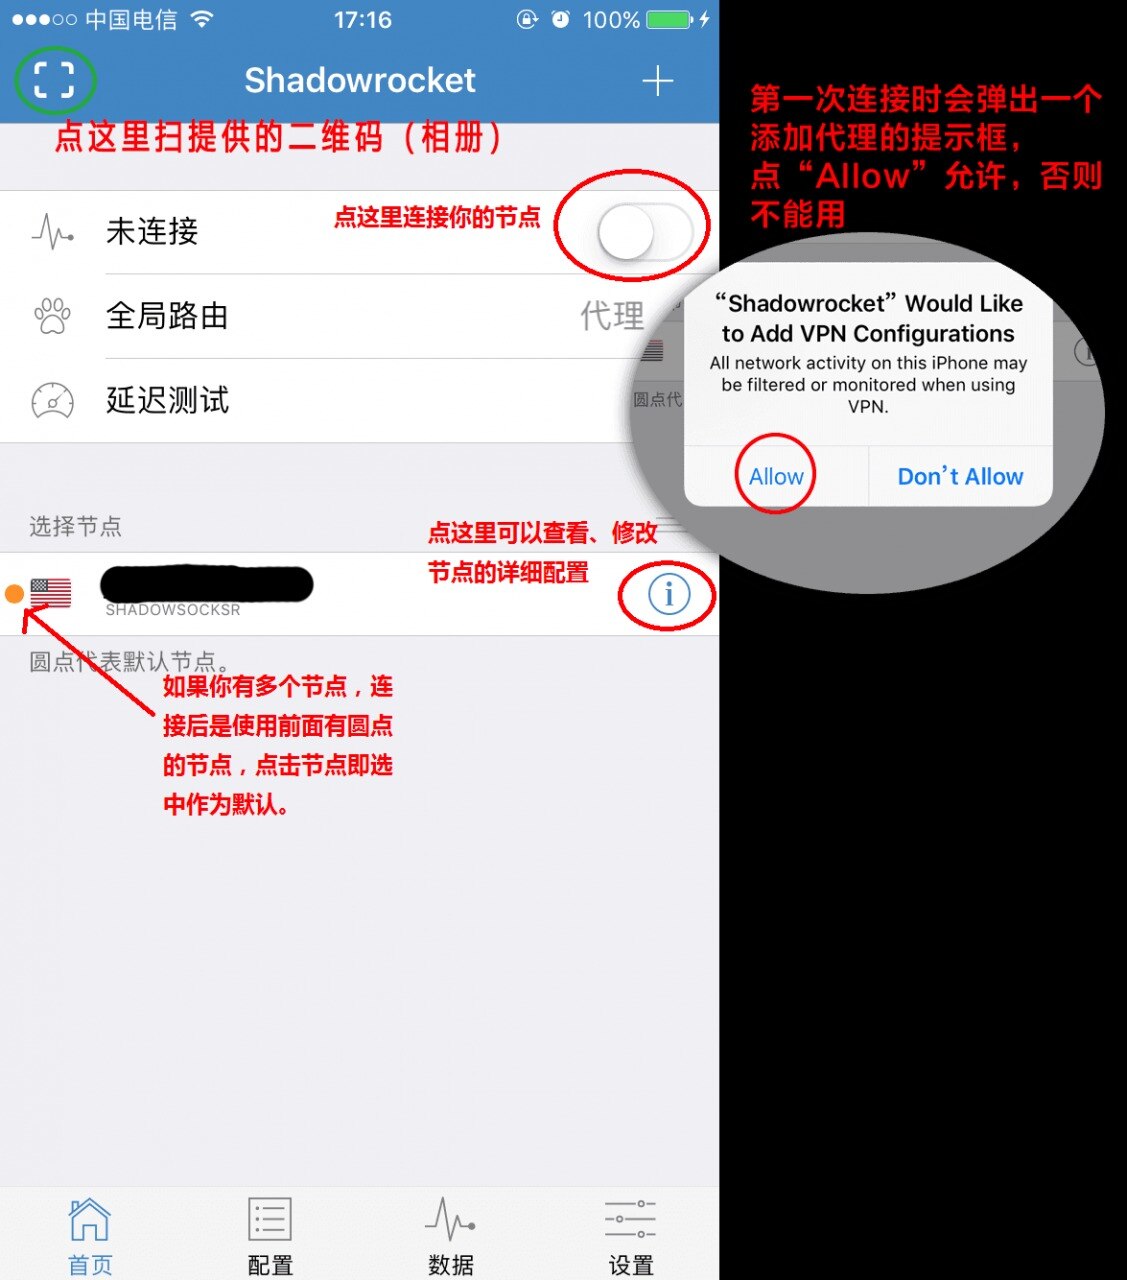 中国电信 17:16 100%
Shadowrocket
点这里扫提供的二维码（相册）
未连接
点这里连接你的节点
全局路由 代理
延迟测试
选择节点
点这里可以查看、修改
节点的详细配置
SHADOWSOCKSR
圆点代表默认节点。
如果你有多个节点，连
接后是使用前面有圆点
的节点，点击节点即选
中作为默认。
首页 配置 数据 设置
第一次连接时会弹出一个
添加代理的提示框，
点“Allow”允许，否则
不能用
“Shadowrocket” Would Like
to Add VPN Configurations
All network activity on this iPhone may
be filtered or monitored when using
VPN.
圆点代
Allow Don’t Allow